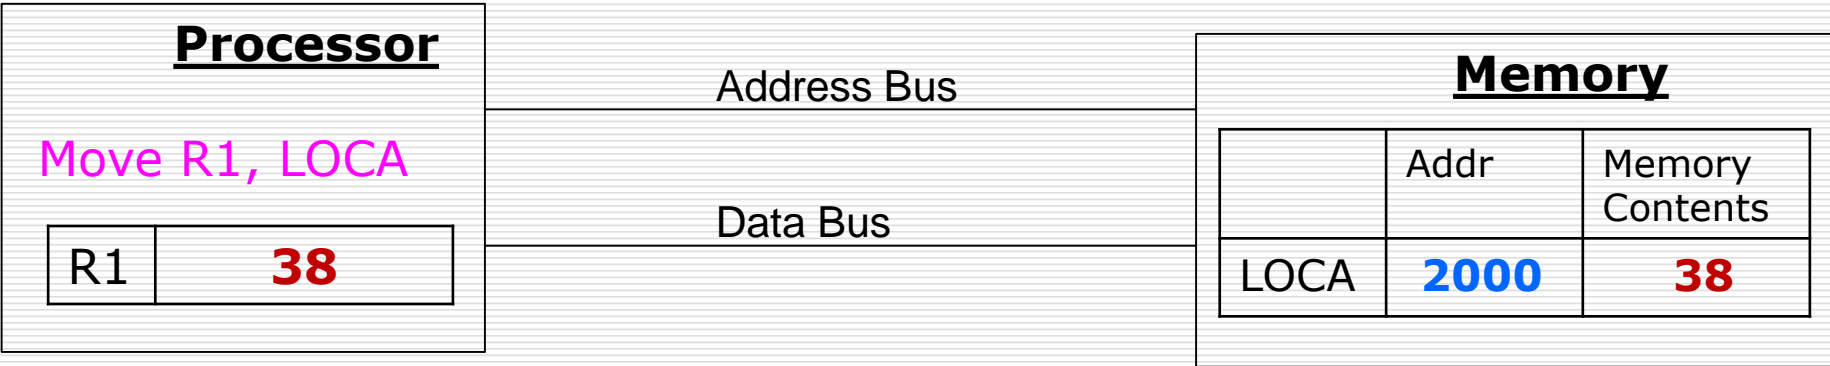 Processor
Move R1, LOCA
R1 38
Address Bus
Data Bus
Memory
Addr Memory
Contents
LOCA 2000 38